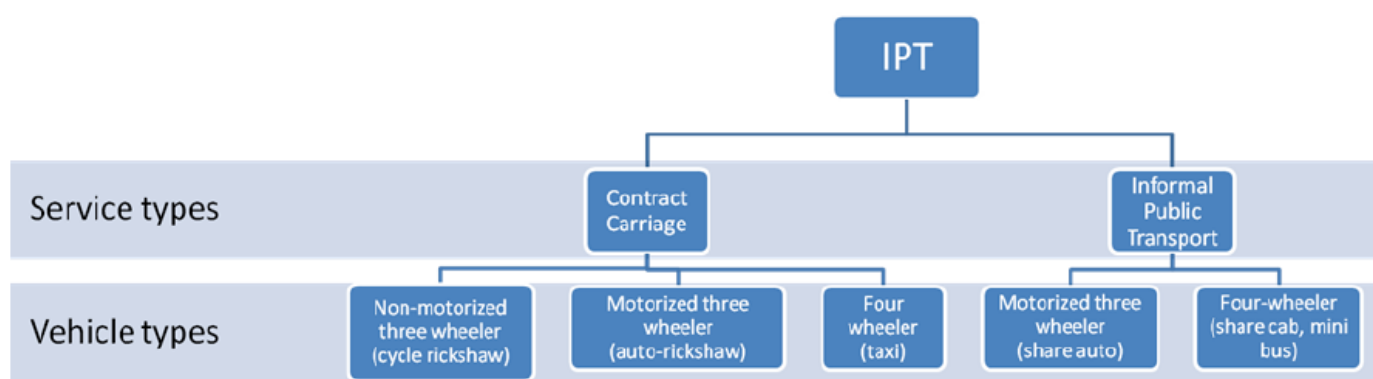 IPT
Service types
Contract
Carriage
Informal
Public
Transport
Vehicle types
Non-motorized
three wheeler
(cycle rickshaw)
Motorized three
wheeler
(auto-rickshaw)
Four
wheeler
(taxi)
Motorized three
wheeler
(share auto)
Four-wheeler
(share cab, mini
bus)